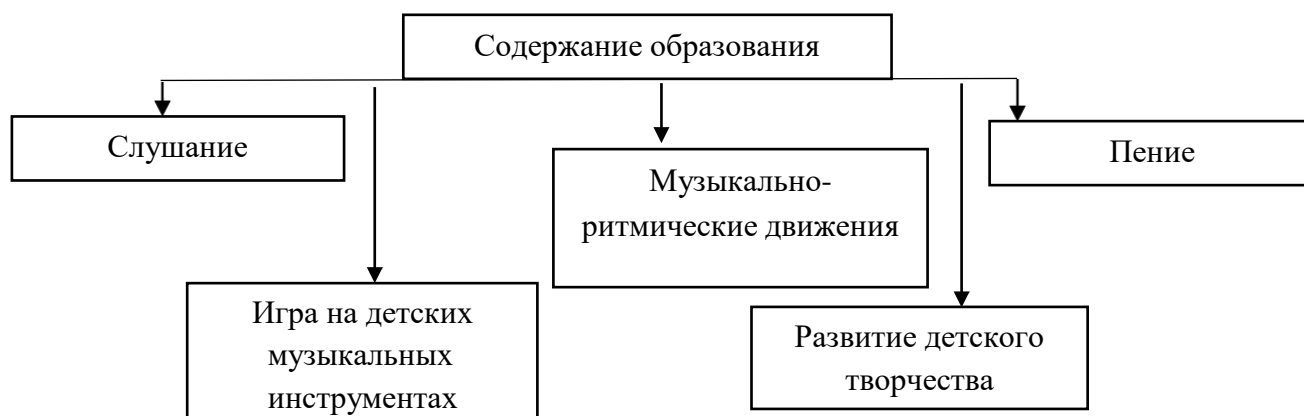 Содержание образования
Слушание
Пение
Музыкально-
ритмические движения
Игра на детских
музыкальных
инструментах
Развитие детского
творчества